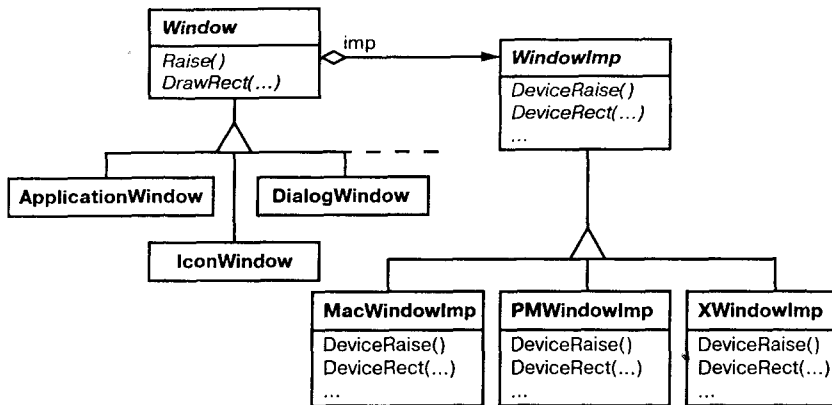 Window
Raise()
DrawRect(...)
imp
WindowImp
DeviceRaise()
DeviceRect(...)
...
ApplicationWindow
DialogWindow
IconWindow
MacWindowImp
DeviceRaise()
DeviceRect(...)
...
PMWindowImp
DeviceRaise()
DeviceRect(...)
...
XWindowImp
DeviceRaise()
DeviceRect(...)
...